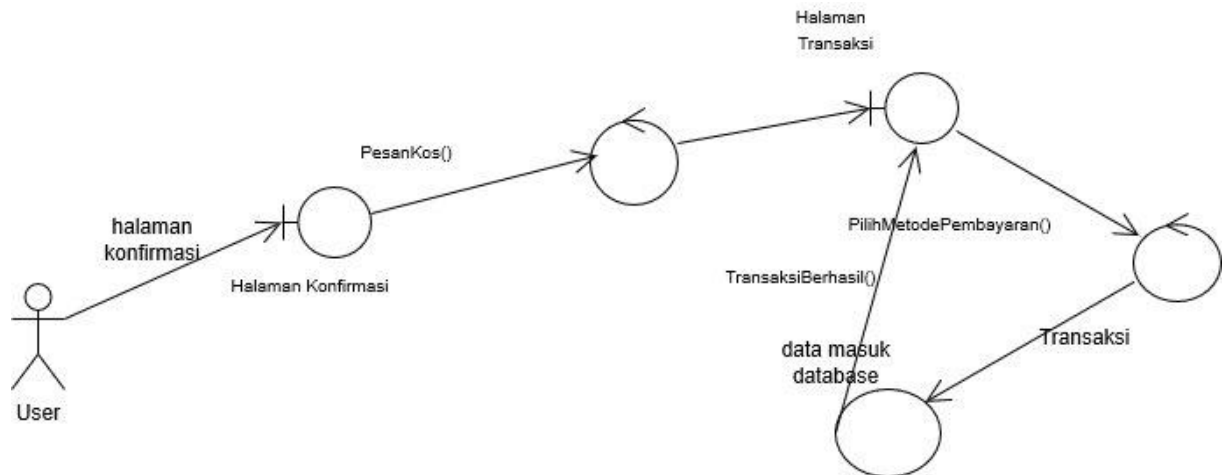 Halaman
Transaksi
PesanKos()
halaman
konfirmasi
Halaman Konfirmasi
PilihMetodePembayaran()
TransaksiBerhasil()
Transaksi
data masuk
database
User